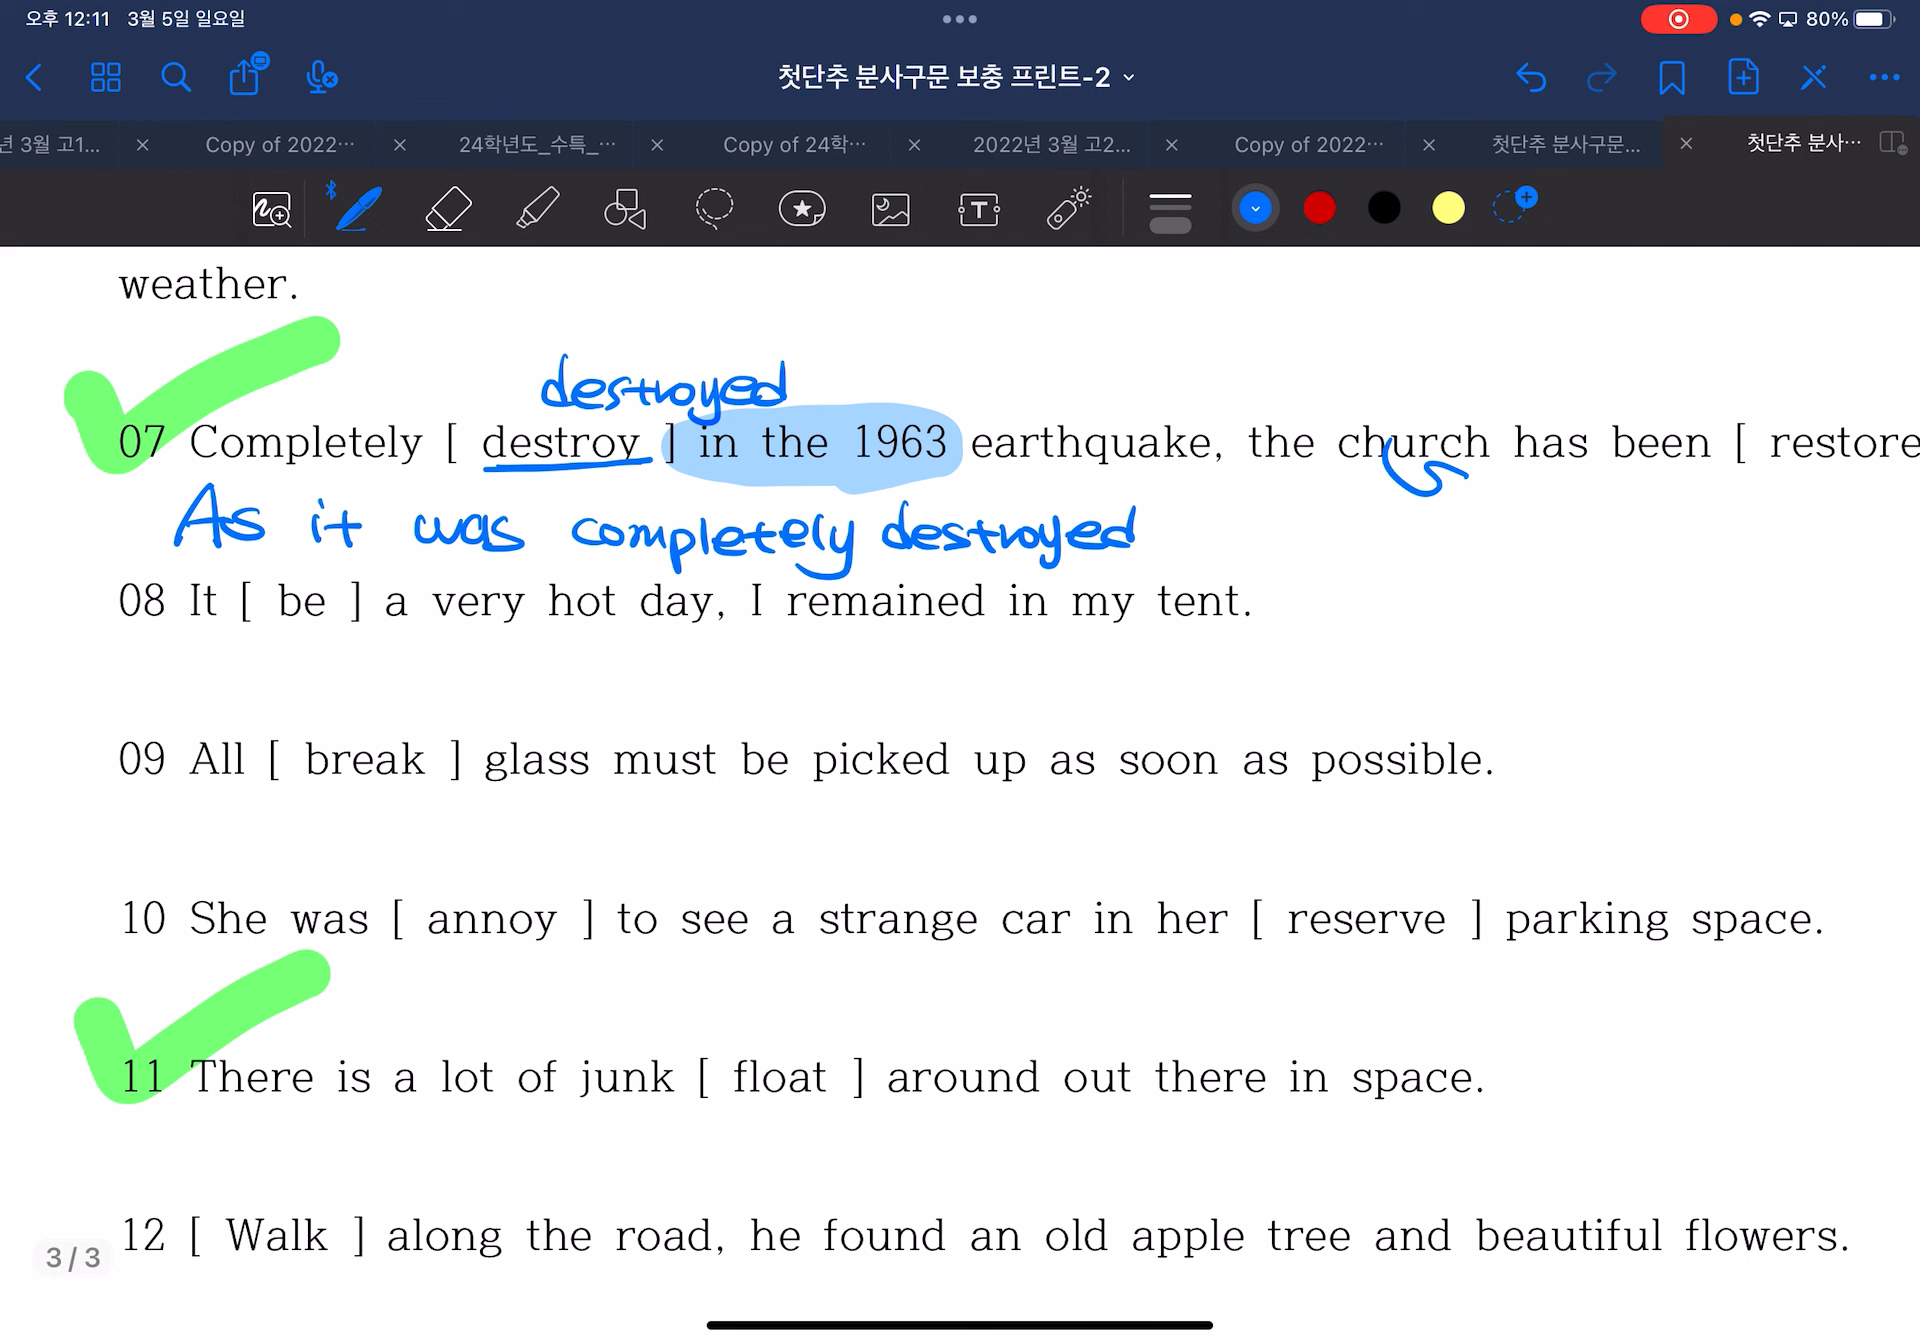 오후 12:11 3월 5일 일요일
80%
첫단추 분사구문 보충 프린트-2
년 3월 고1...
Copy of 2022...
24학년도_수특_...
Copy of 24학...
2022년 3월 고2...
Copy of 2022...
첫단추 분사구문...
첫단추 분사...
weather.
destroyed
07 Completely [ destroy ] in the 1963 earthquake, the church has been [ restore
As it was completely destroyed
08 It [ be ] a very hot day, I remained in my tent.
09 All [ break ] glass must be picked up as soon as possible.
10 She was [ annoy ] to see a strange car in her [ reserve ] parking space.
11 There is a lot of junk [ float ] around out there in space.
12 [ Walk ] along the road, he found an old apple tree and beautiful flowers.
3/3